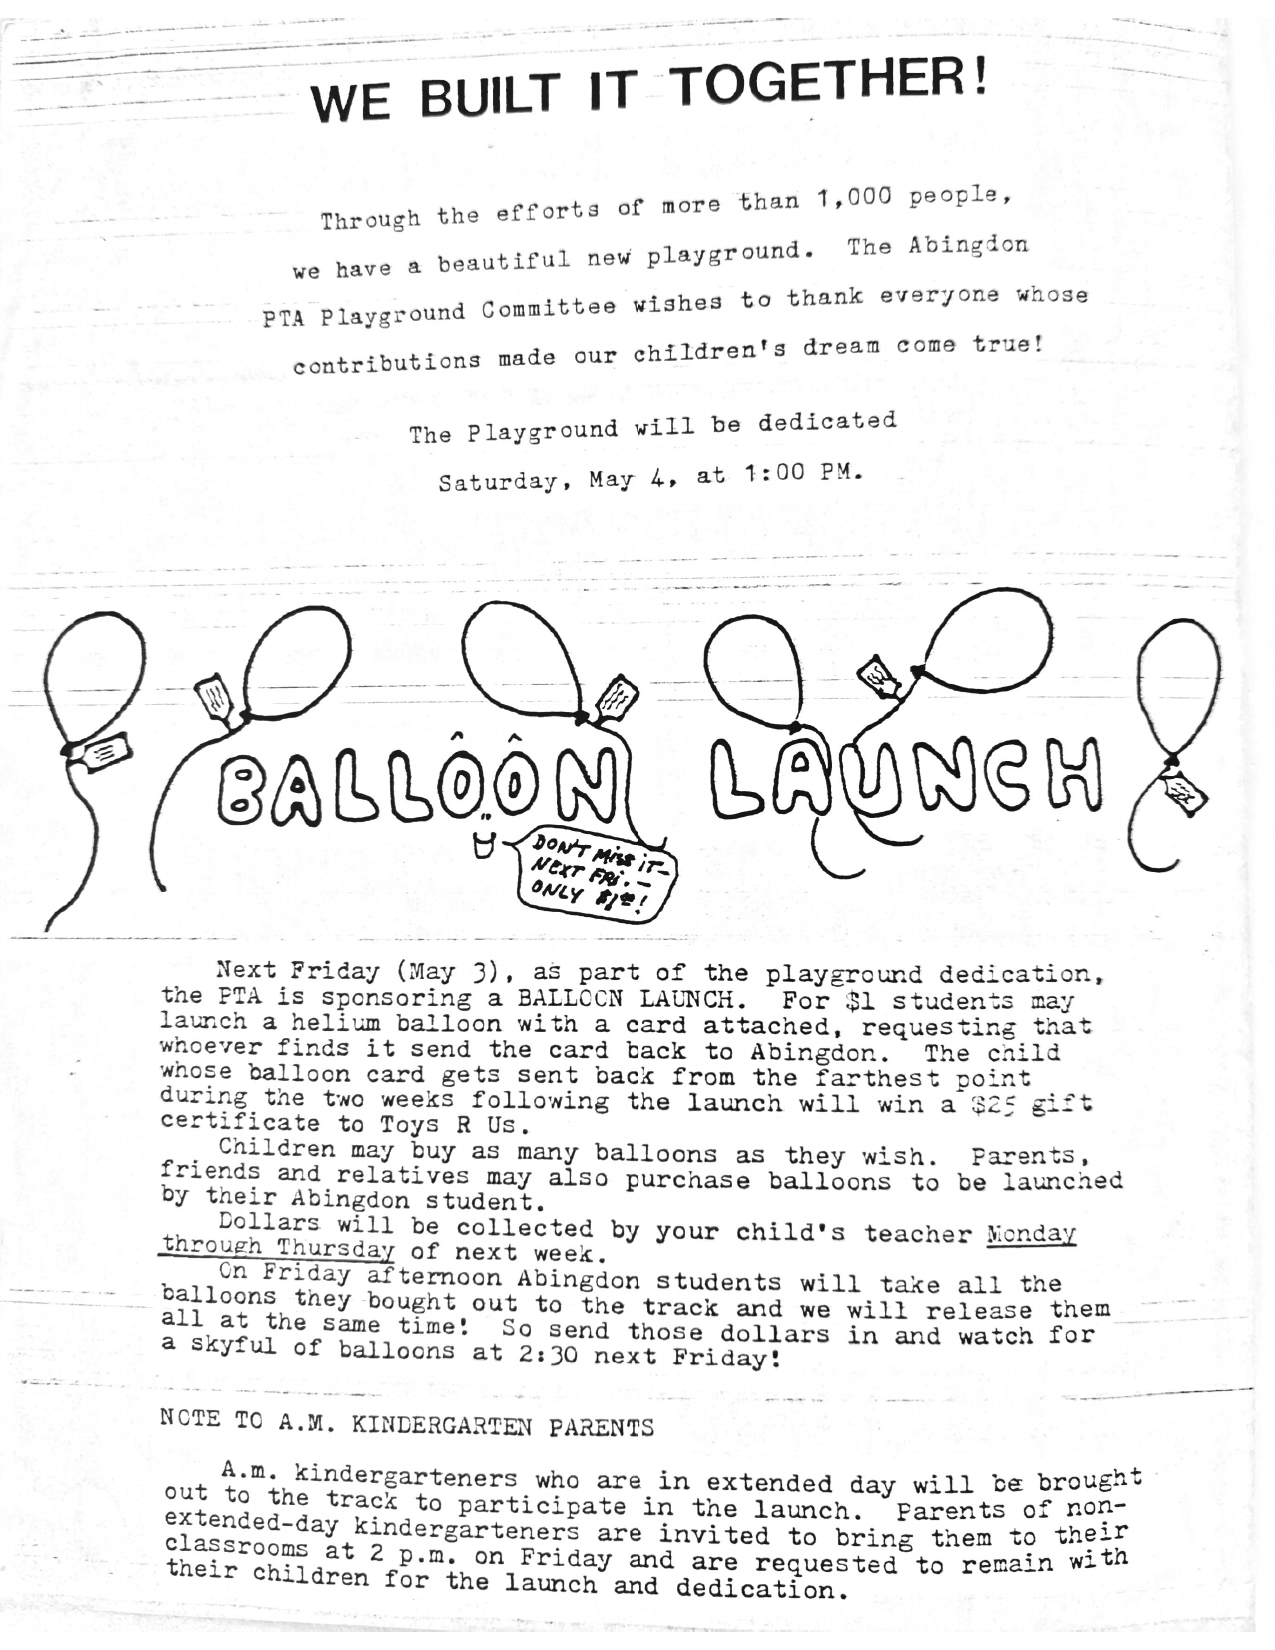 WE BUILT IT TOGETHER!
Through the efforts of more than 1,000 people,
we have a beautiful new playground. The Abingdon
PTA Playground Committee wishes to thank everyone whose
contributions made our children's dream come true!
The Playground will be dedicated
Saturday, May 4, at 1:00 PM.
BALLOON LAUNCH
DON'T MISS IT-
NEXT FRI. -
ONLY $1.00!
Next Friday (May 3), as part of the playground dedication,
the PTA is sponsoring a BALLOON LAUNCH. For $1 students may
launch a helium balloon with a card attached, requesting that
whoever finds it send the card back to Abingdon. The child
whose balloon card gets sent back from the farthest point
during the two weeks following the launch will win a $25 gift
certificate to Toys R Us.
Children may buy as many balloons as they wish. Parents,
friends and relatives may also purchase balloons to be launched
by their Abingdon student.
Dollars will be collected by your child's teacher Monday
through Thursday of next week.
On Friday afternoon Abingdon students will take all the
balloons they bought out to the track and we will release them
all at the same time! So send those dollars in and watch for
a skyful of balloons at 2:30 next Friday!
NOTE TO A.M. KINDERGARTEN PARENTS
A.m. kindergarteners who are in extended day will be brought
out to the track to participate in the launch. Parents of non-
extended-day kindergarteners are invited to bring them to their
classrooms at 2 p.m. on Friday and are requested to remain with
their children for the launch and dedication.